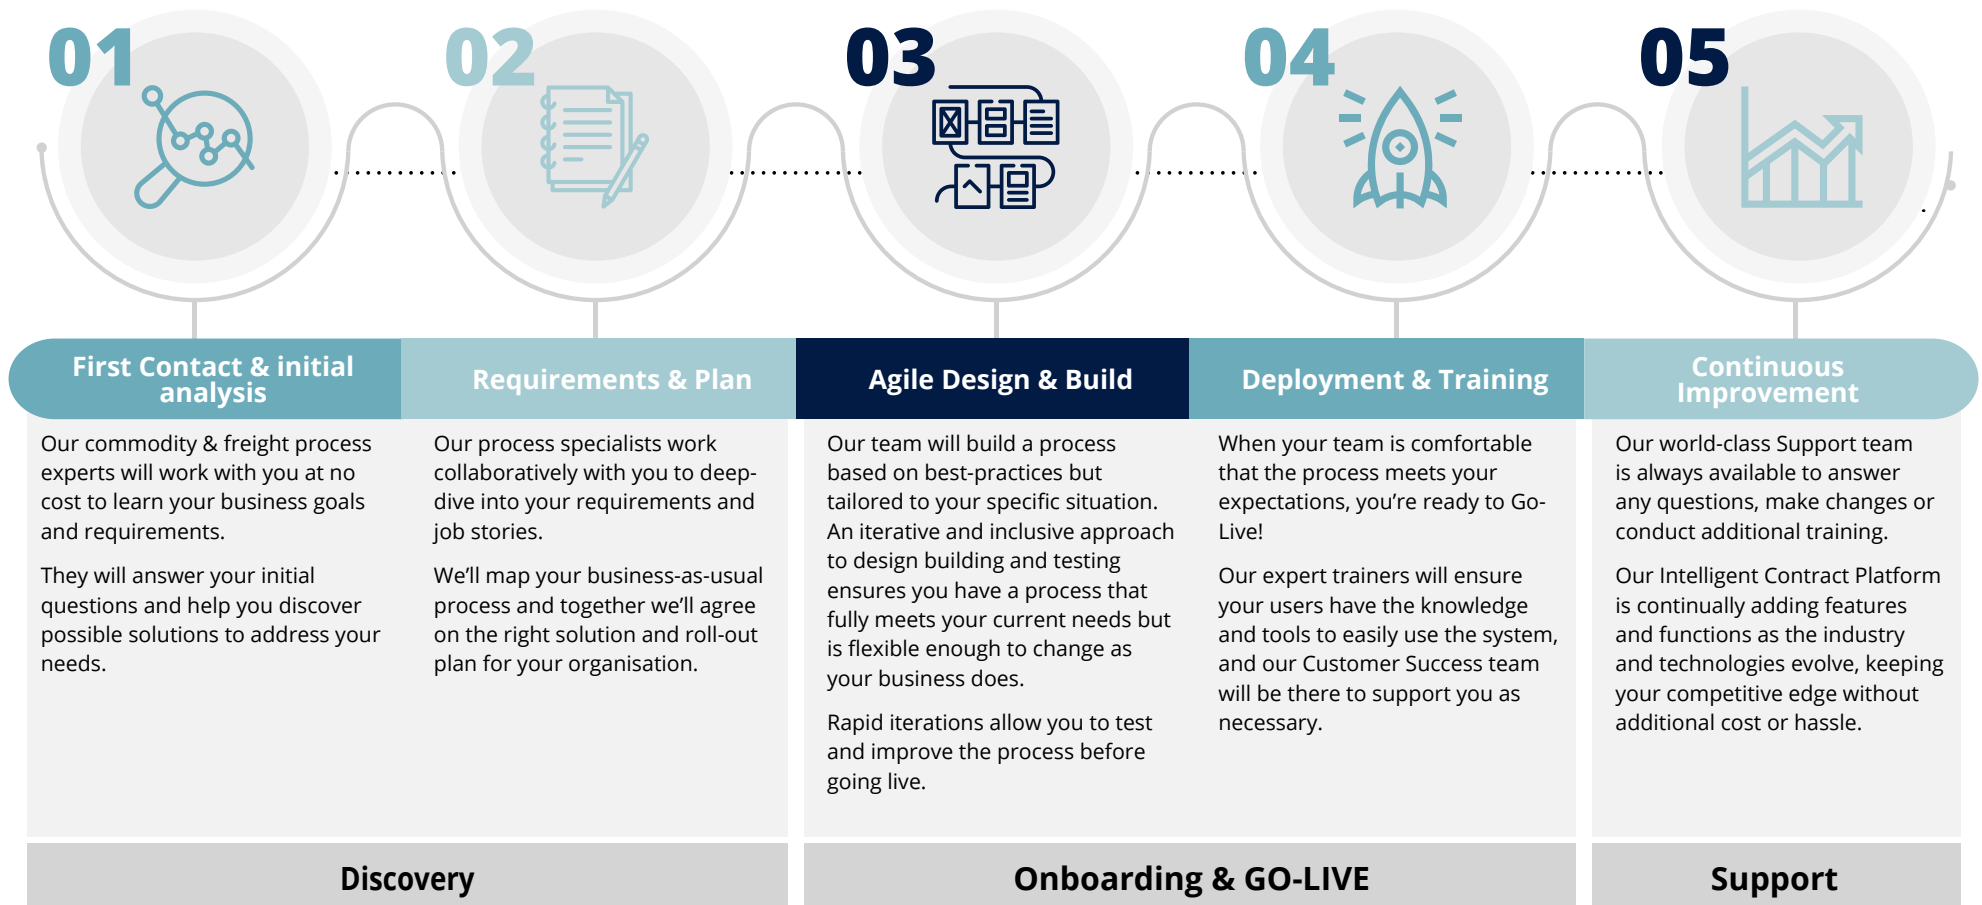 01
First Contact & initial
analysis
Our commodity & freight process
experts will work with you at no
cost to learn your business goals
and requirements.
They will answer your initial
questions and help you discover
possible solutions to address your
needs.
02
Requirements & Plan
Our process specialists work
collaboratively with you to deep-
dive into your requirements and
job stories.
We’ll map your business-as-usual
process and together we’ll agree
on the right solution and roll-out
plan for your organisation.
Discovery
03
Agile Design & Build
Our team will build a process
based on best-practices but
tailored to your specific situation.
An iterative and inclusive approach
to design building and testing
ensures you have a process that
fully meets your current needs but
is flexible enough to change as
your business does.
Rapid iterations allow you to test
and improve the process before
going live.
04
Deployment & Training
When your team is comfortable
that the process meets your
expectations, you’re ready to Go-
Live!
Our expert trainers will ensure
your users have the knowledge
and tools to easily use the system,
and our Customer Success team
will be there to support you as
necessary.
Onboarding & GO-LIVE
05
Continuous
Improvement
Our world-class Support team
is always available to answer
any questions, make changes or
conduct additional training.
Our Intelligent Contract Platform
is continually adding features
and functions as the industry
and technologies evolve, keeping
your competitive edge without
additional cost or hassle.
Support